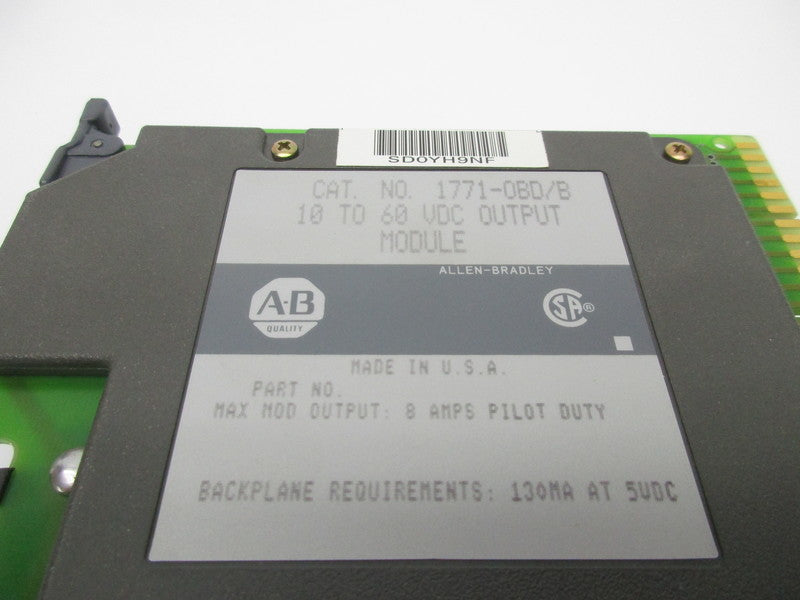 SD0YH9NF
CAT. NO. 1771-OBD/B
10 TO 60 VDC OUTPUT
MODULE
ALLEN-BRADLEY
A-B
QUALITY
SA®
MADE IN U.S.A.
PART NO.
MAX MOD OUTPUT: 8 AMPS PILOT DUTY
BACKPLANE REQUIREMENTS: 130MA AT 5VDC